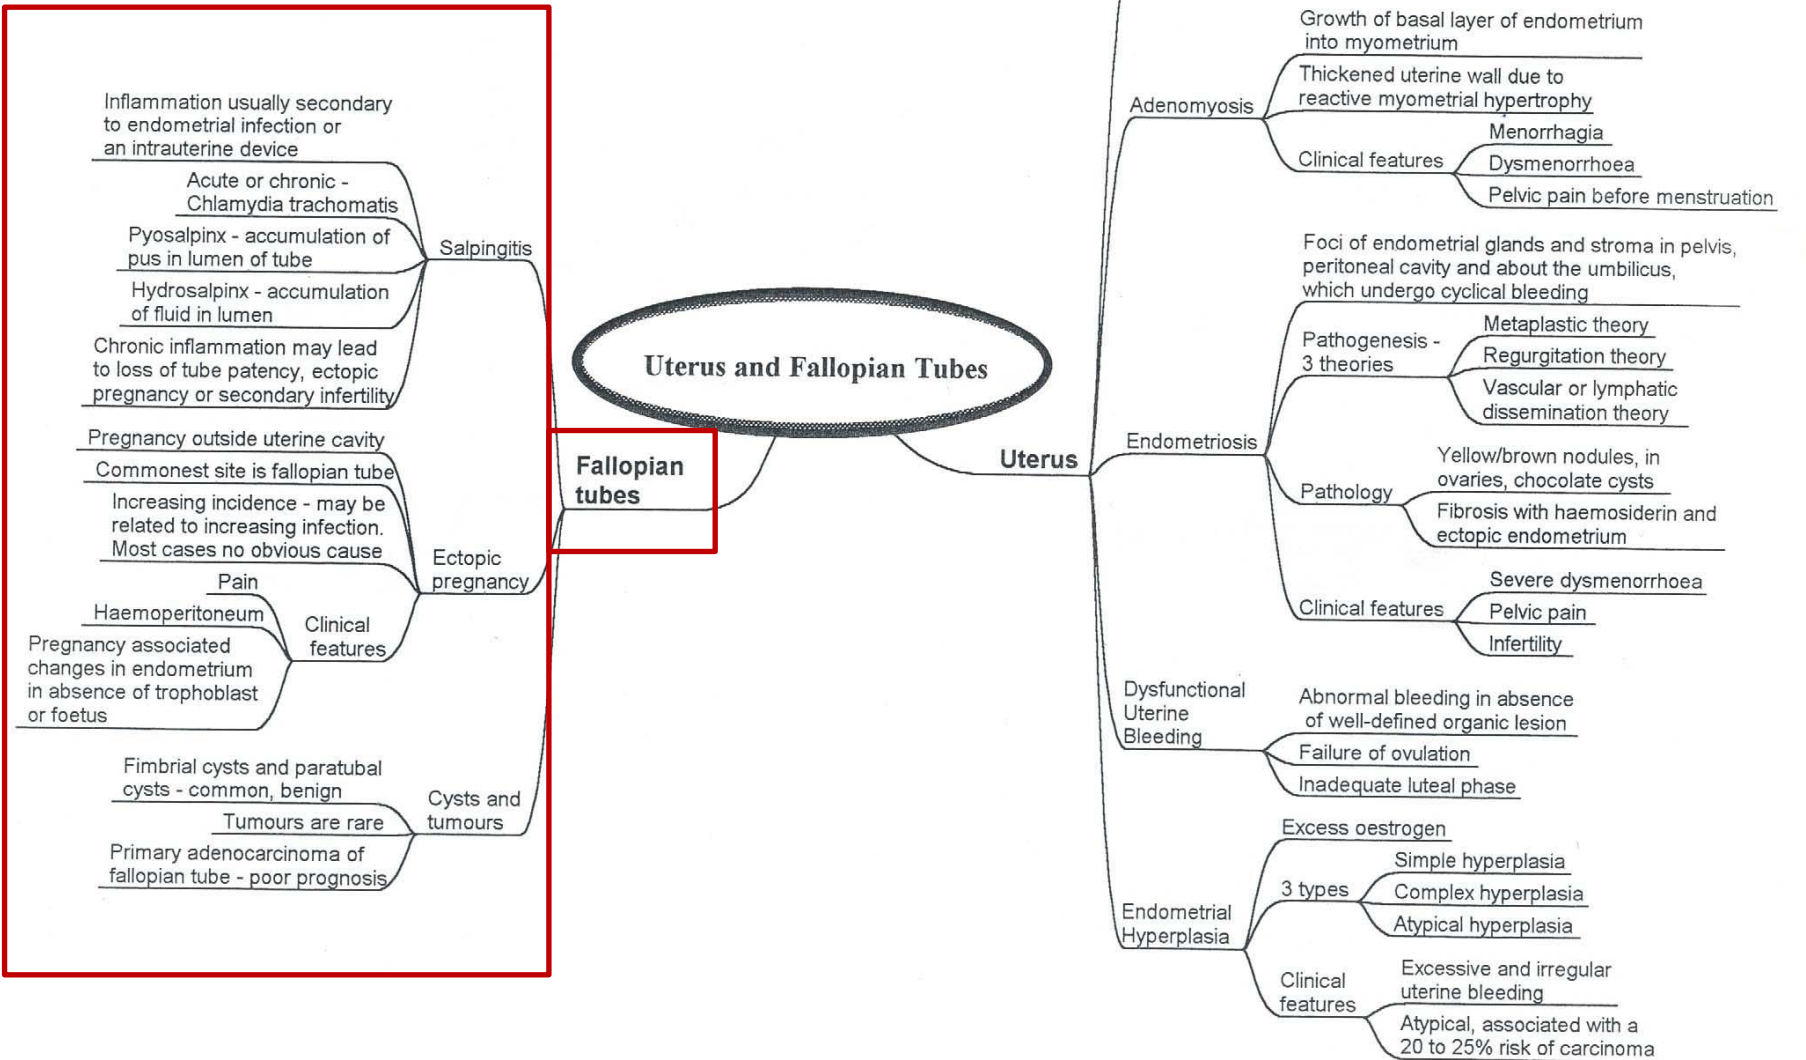 Uterus and Fallopian Tubes
Fallopian
tubes
Salpingitis
Inflammation usually secondary
to endometrial infection or
an intrauterine device
Acute or chronic -
Chlamydia trachomatis
Pyosalpinx - accumulation of
pus in lumen of tube
Hydrosalpinx - accumulation
of fluid in lumen
Chronic inflammation may lead
to loss of tube patency, ectopic
pregnancy or secondary infertility
Ectopic
pregnancy
Pregnancy outside uterine cavity
Commonest site is fallopian tube
Increasing incidence - may be
related to increasing infection.
Most cases no obvious cause
Clinical
features
Pain
Haemoperitoneum
Pregnancy associated
changes in endometrium
in absence of trophoblast
or foetus
Cysts and
tumours
Fimbrial cysts and paratubal
cysts - common, benign
Tumours are rare
Primary adenocarcinoma of
fallopian tube - poor prognosis
Uterus
Adenomyosis
Growth of basal layer of endometrium
into myometrium
Thickened uterine wall due to
reactive myometrial hypertrophy
Clinical features
Menorrhagia
Dysmenorrhoea
Pelvic pain before menstruation
Endometriosis
Foci of endometrial glands and stroma in pelvis,
peritoneal cavity and about the umbilicus,
which undergo cyclical bleeding
Pathogenesis -
3 theories
Metaplastic theory
Regurgitation theory
Vascular or lymphatic
dissemination theory
Pathology
Yellow/brown nodules, in
ovaries, chocolate cysts
Fibrosis with haemosiderin and
ectopic endometrium
Clinical features
Severe dysmenorrhoea
Pelvic pain
Infertility
Dysfunctional
Uterine
Bleeding
Abnormal bleeding in absence
of well-defined organic lesion
Failure of ovulation
Inadequate luteal phase
Endometrial
Hyperplasia
Excess oestrogen
3 types
Simple hyperplasia
Complex hyperplasia
Atypical hyperplasia
Clinical
features
Excessive and irregular
uterine bleeding
Atypical, associated with a
20 to 25% risk of carcinoma